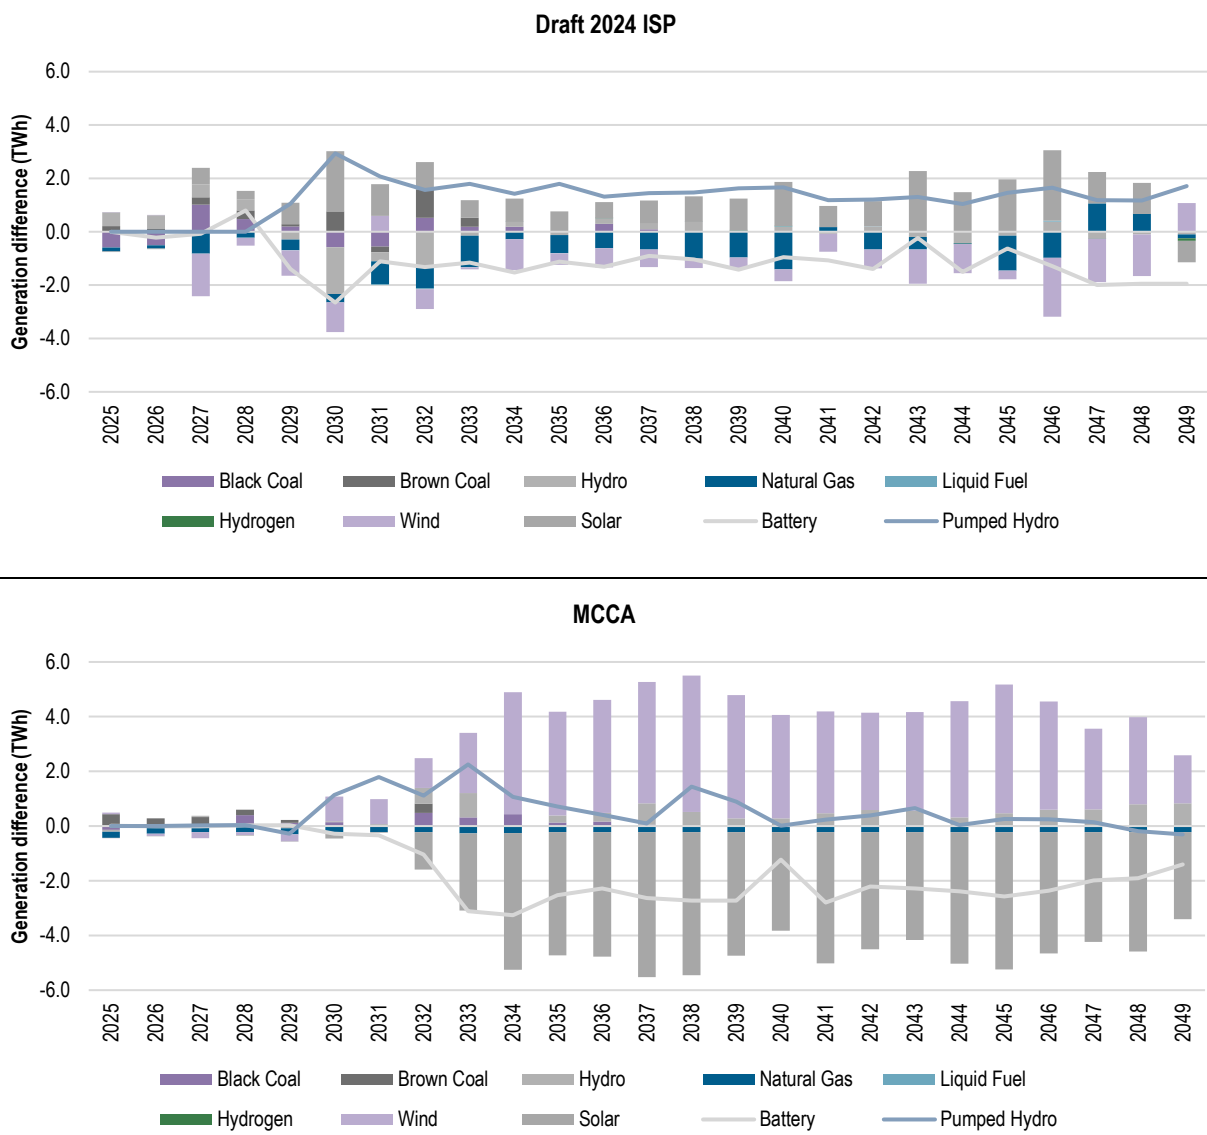 Draft 2024 ISP
Generation difference (TWh)
6.0
4.0
2.0
0.0
-2.0
-4.0
-6.0
2025 2026 2027 2028 2029 2030 2031 2032 2033 2034 2035 2036 2037 2038 2039 2040 2041 2042 2043 2044 2045 2046 2047 2048 2049
Black Coal Brown Coal Hydro Natural Gas Liquid Fuel
Hydrogen Wind Solar Battery Pumped Hydro
MCCA
Generation difference (TWh)
6.0
4.0
2.0
0.0
-2.0
-4.0
-6.0
2025 2026 2027 2028 2029 2030 2031 2032 2033 2034 2035 2036 2037 2038 2039 2040 2041 2042 2043 2044 2045 2046 2047 2048 2049
Black Coal Brown Coal Hydro Natural Gas Liquid Fuel
Hydrogen Wind Solar Battery Pumped Hydro